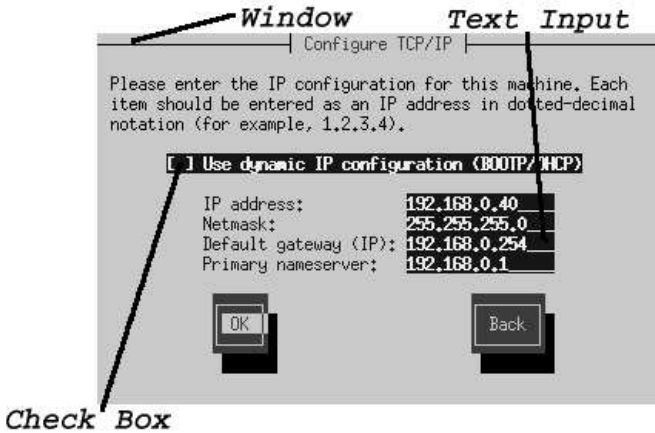 Window
Text Input
Configure TCP/IP
Please enter the IP configuration for this machine. Each
item should be entered as an IP address in dotted-decimal
notation (for example, 1.2.3.4).
[ ] Use dynamic IP configuration (BOOTP/DHCP)
IP address: 192.168.0.40
Netmask: 255.255.255.0
Default gateway (IP): 192.168.0.254
Primary nameserver: 192.168.0.1
OK Back
Check Box